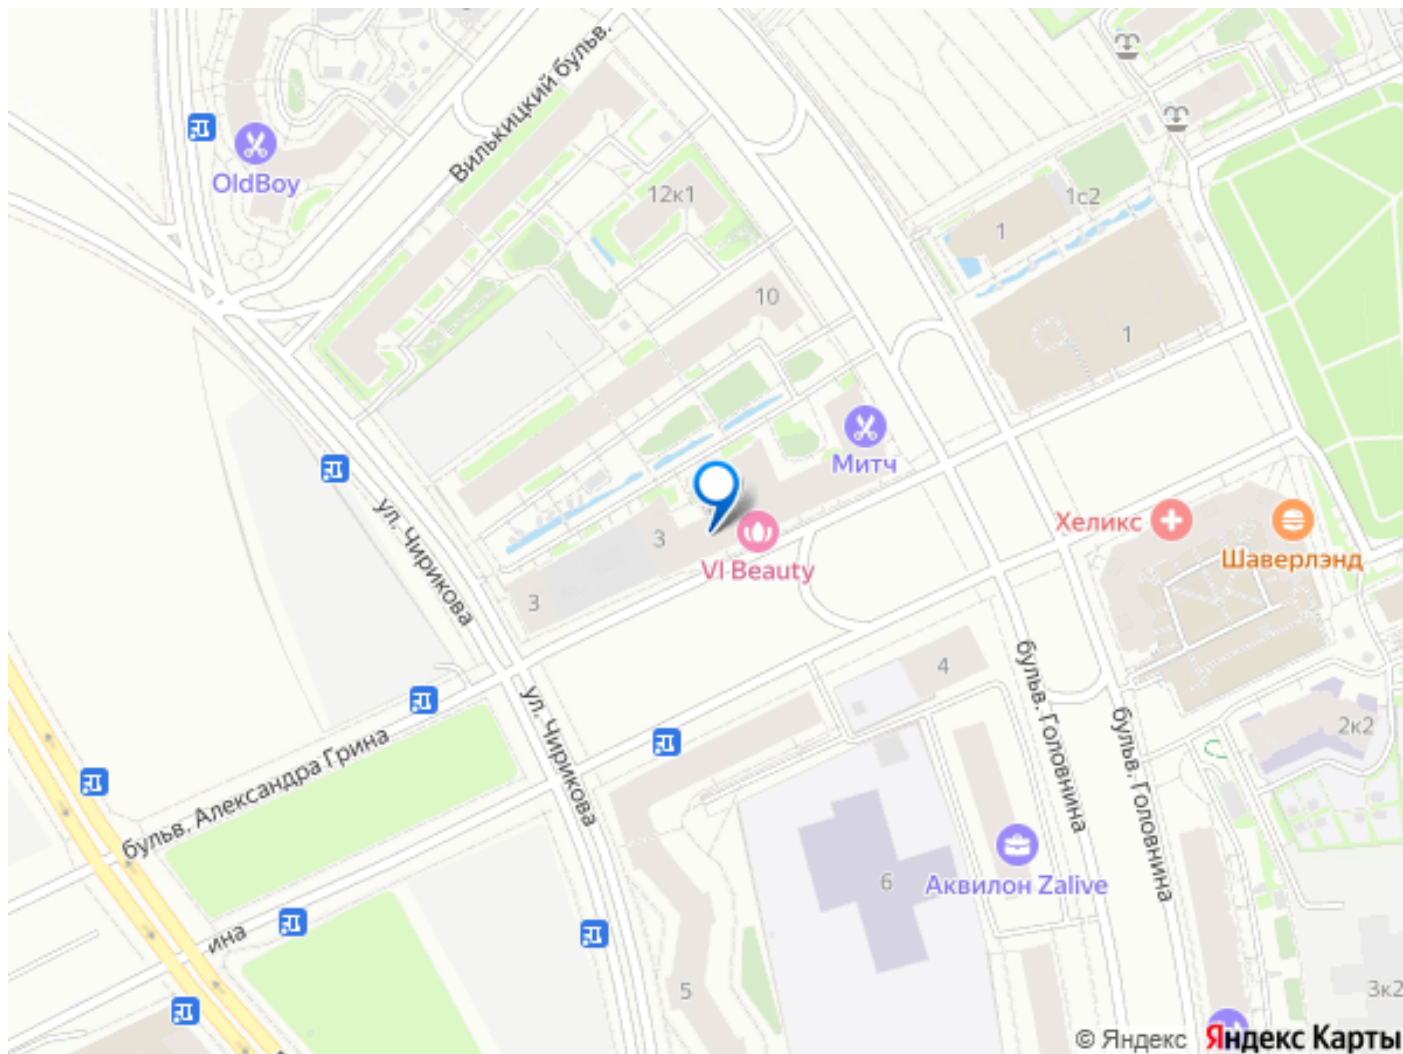 Вилькицкий бульв.
OldBoy
12к1
1с2
1
10
1
Митч
ул. Чирикова
3
VI Beauty
Хеликс
Шаверлэнд
3
4
бульв. Головнина
бульв. Головнина
2к2
ул. Чирикова
бульв. Александра Грина
6
Аквилон Zalive
ина
5
3к2
© Яндекс Яндекс Карты